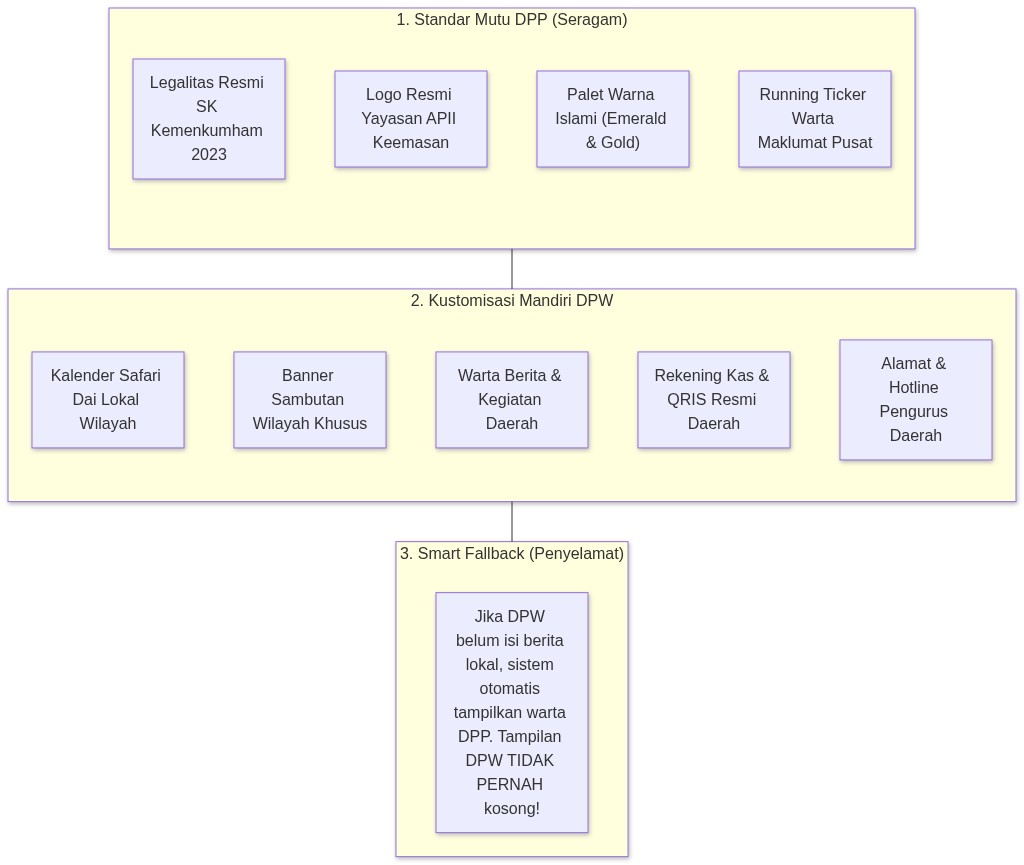 1. Standar Mutu DPP (Seragam)
Legalitas Resmi
SK
Kemenkumham
2023
Logo Resmi
Yayasan APII
Keemasan
Palet Warna
Islami (Emerald
& Gold)
Running Ticker
Warta
Maklumat Pusat
2. Kustomisasi Mandiri DPW
Kalender Safari
Dai Lokal
Wilayah
Banner
Sambutan
Wilayah Khusus
Warta Berita &
Kegiatan
Daerah
Rekening Kas &
QRIS Resmi
Daerah
Alamat &
Hotline
Pengurus
Daerah
3. Smart Fallback (Penyelamat)
Jika DPW
belum isi berita
lokal, sistem
otomatis
tampilkan warta
DPP. Tampilan
DPW TIDAK
PERNAH
kosong!